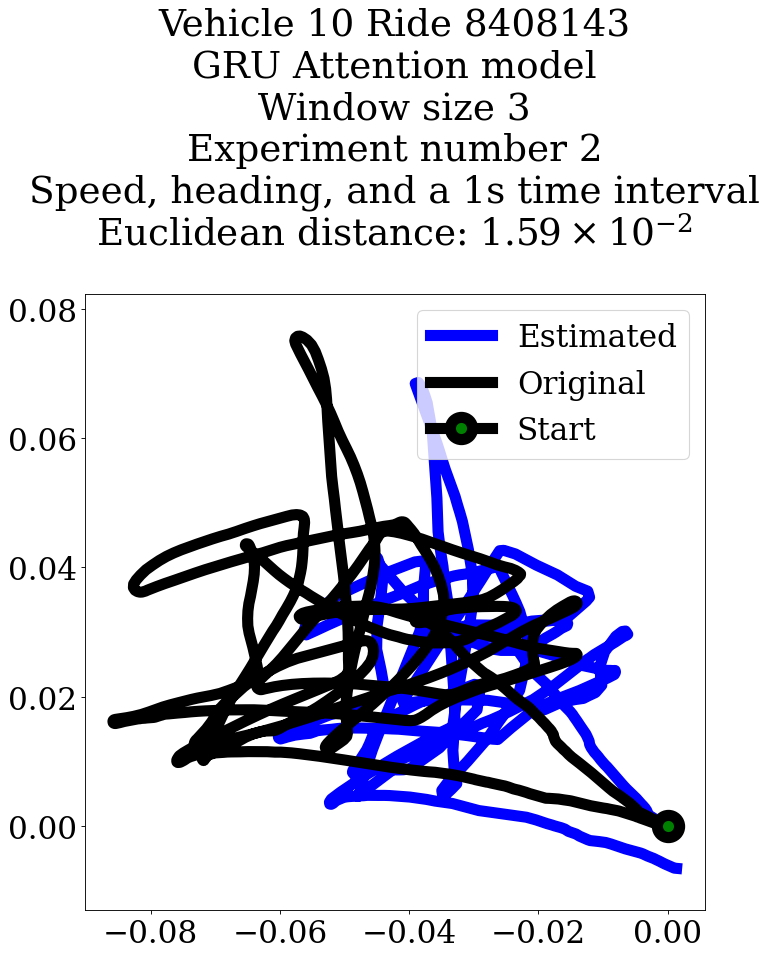 Vehicle 10 Ride 8408143
GRU Attention model
Window size 3
Experiment number 2
Speed, heading, and a 1s time interval
Euclidean distance: 1.59 × 10⁻²
0.08
0.06
0.04
0.02
0.00
Estimated
Original
Start
−0.08 −0.06 −0.04 −0.02 0.00